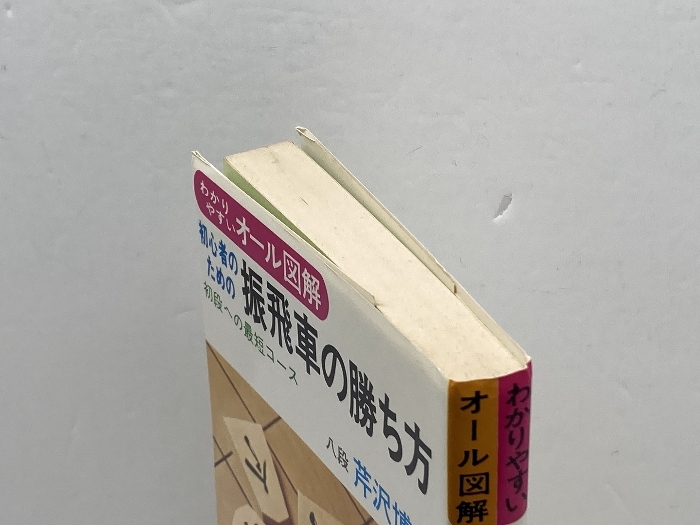 わかり
やすい
オール図解
初心者の
ための
振飛車の勝ち方
初段への最短コース
八段 芹沢博
わかりやすい
オール図解